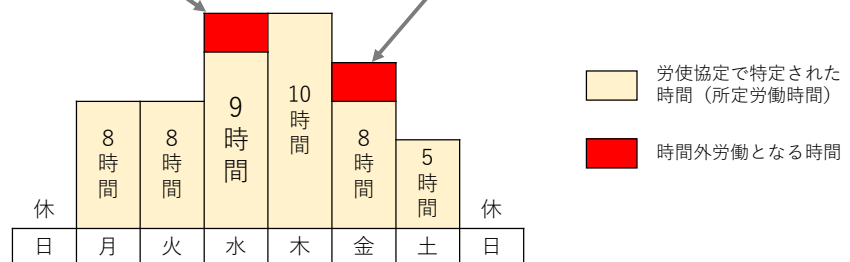 8時間
8時間
9時間
10時間
8時間
5時間
休
休
日 月 火 水 木 金 土 日
労使協定で特定された
時間（所定労働時間）
時間外労働となる時間